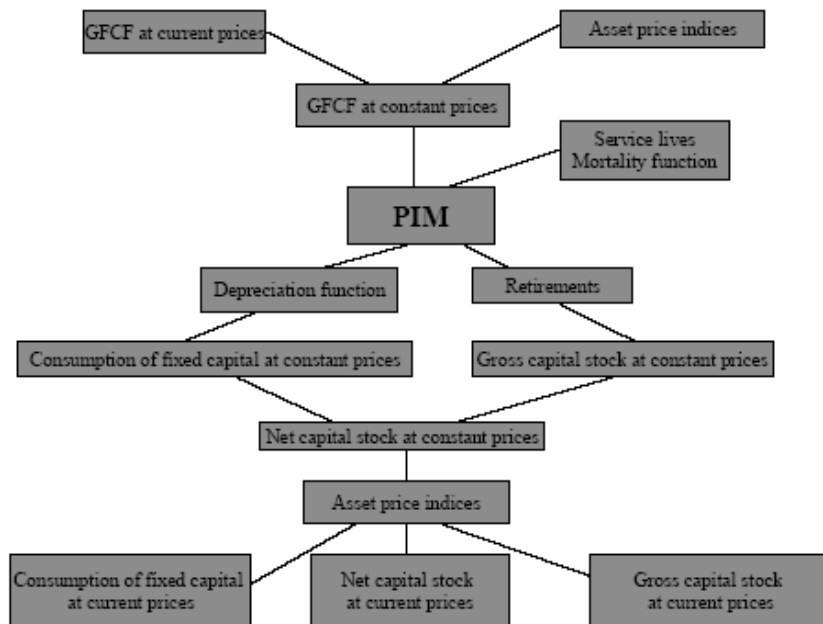 GFCF at current prices
Asset price indices
GFCF at constant prices
Service lives
Mortality function
PIM
Depreciation function
Retirements
Consumption of fixed capital at constant prices
Gross capital stock at constant prices
Net capital stock at constant prices
Asset price indices
Consumption of fixed capital
at current prices
Net capital stock
at current prices
Gross capital stock
at current prices